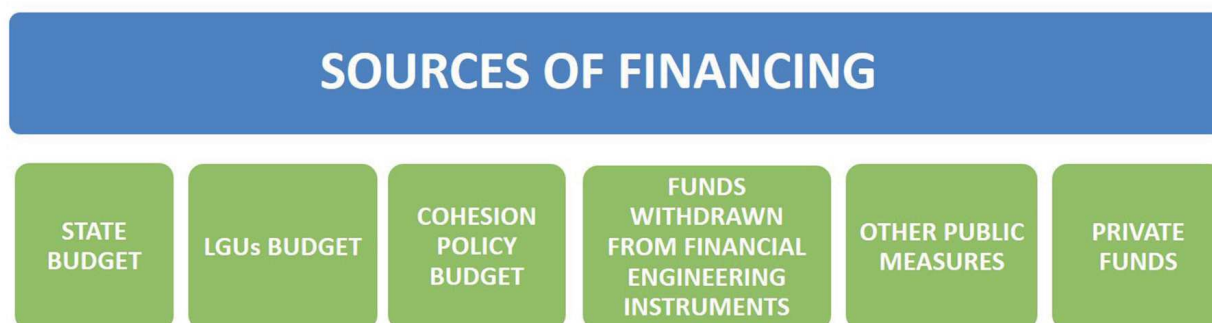 SOURCES OF FINANCING
STATE
BUDGET
LGUs BUDGET
COHESION
POLICY
BUDGET
FUNDS
WITHDRAWN
FROM FINANCIAL
ENGINEERING
INSTRUMENTS
OTHER PUBLIC
MEASURES
PRIVATE
FUNDS